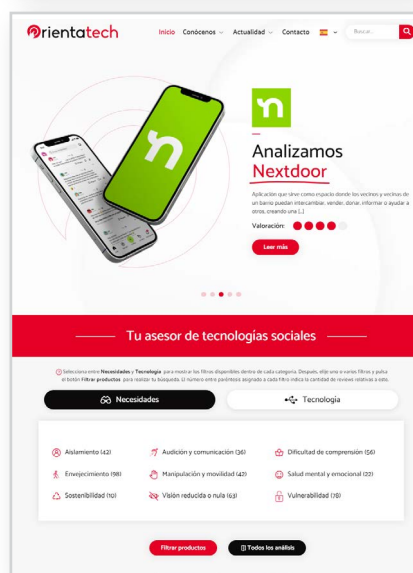 Orientatech
Inicio Conócenos Actualidad Contacto Buscar...
Analizamos
Nextdoor
Aplicación que sirve como espacio donde los vecinos y vecinas de
un barrio puedan intercambiar, vender, donar, informar o ayudar a
otros, creando una [...]
Valoración:
Leer más
Tu asesor de tecnologías sociales
Selecciona entre Necesidades y Tecnología para mostrar los filtros disponibles dentro de cada categoría. Después, elije uno o varios filtros y pulsa
el botón Filtrar productos para realizar tu búsqueda. El número entre paréntesis asignado a cada filtro indica la cantidad de reviews relativas a este.
Necesidades Tecnología
Aislamiento (42) Audición y comunicación (36) Dificultad de comprensión (56)
Envejecimiento (98) Manipulación y movilidad (42) Salud mental y emocional (22)
Sostenibilidad (10) Visión reducida o nula (63) Vulnerabilidad (78)
Filtrar productos Todos los análisis